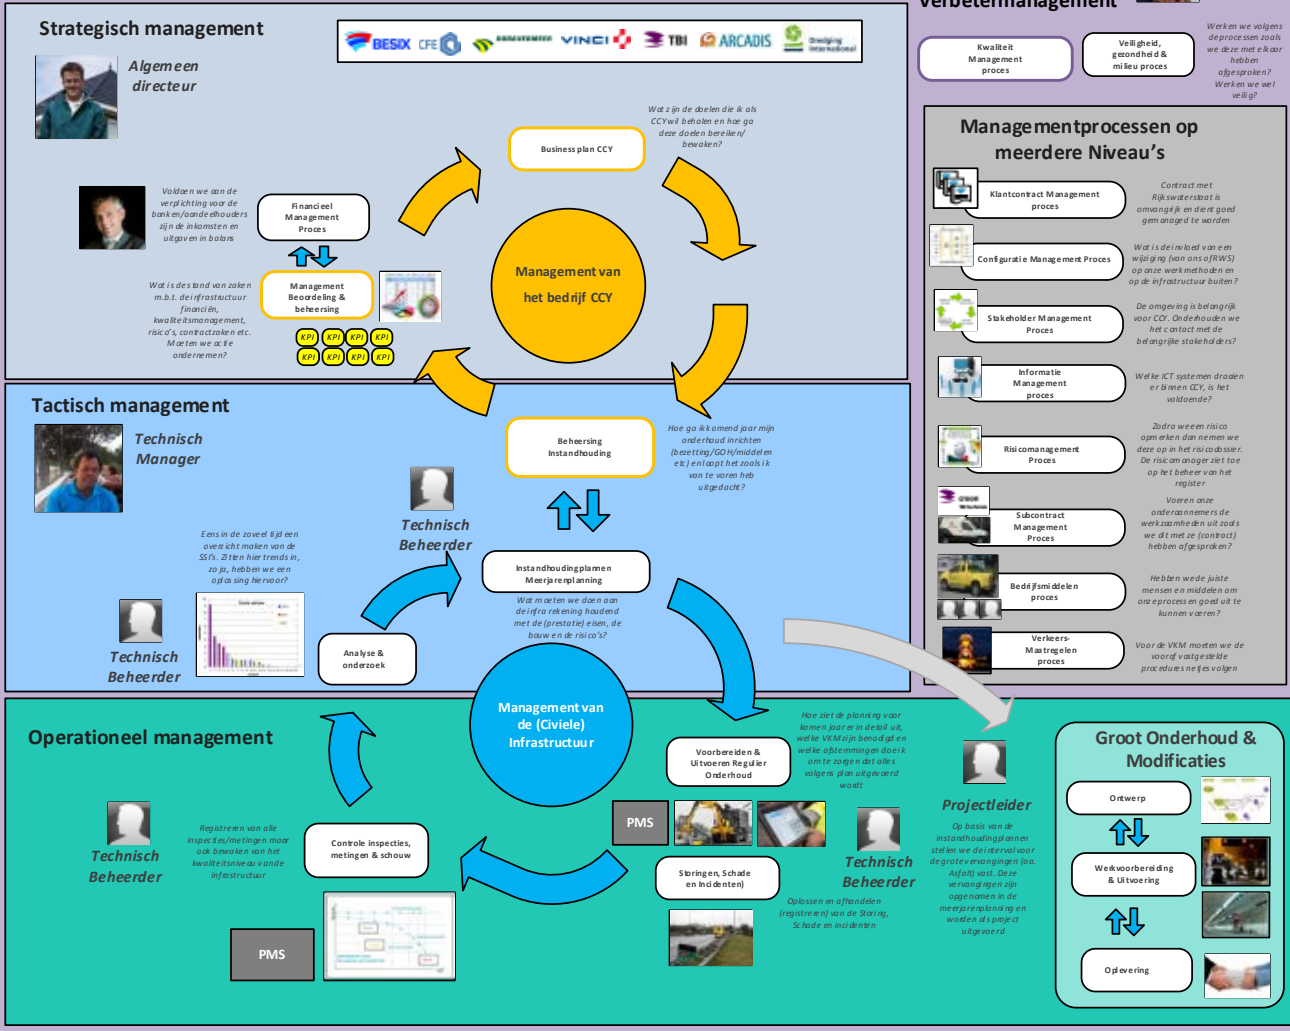 Strategisch management
Algemeen
directeur
BESIX
CFE
VINCI
TBI
ARCADIS
Dredging
International
Wat zijn de doelen die ik als
CCY wil behalen en hoe ga
deze doelen bereiken/
bewaken?
Business plan CCY
Voldoen we aan de
verplichting voor de
banken/aandeelhouders
zijn de inkomsten en
uitgaven in balans
Financieel
Management
Proces
Management van
het bedrijf CCY
Wat is de stand van zaken
m.b.t. de infrastructuur
financiën,
kwaliteitsmanagement,
risico's, contractzaken etc.
Moeten we actie
ondernemen?
Management
Beoordeling &
beheersing
KPI KPI KPI KPI
KPI KPI KPI KPI
Tactisch management
Technisch
Manager
Beheersing
Instandhouding
Hoe ga ik komend jaar mijn
onderhoud inrichten
(bezetting/GOH/middelen
etc) en loopt het zoals ik
van te voren heb
uitgedacht?
Technisch
Beheerder
Eens in de zoveel tijd een
overzicht maken van de
SSI's. Zitten hier trends in,
zo ja, hebben we een
oplossing hiervoor?
Instandhoudingplannen
Meerjarenplanning
Wat moeten we doen aan
de infra rekening houdend
met de (prestatie) eisen, de
bouw en de risico's?
Technisch
Beheerder
Analyse &
onderzoek
Management van
de (Civiele)
Infrastructuur
Operationeel management
Hoe ziet de planning voor
komen jaar er in detail uit,
welke VKM zijn benodigd en
welke afstemmingen doe ik
om te zorgen dat alles
volgens plan uitgevoerd
wordt
Voorbereiden &
Uitvoeren Regulier
Onderhoud
PMS
Technisch
Beheerder
Registreren van alle
inspecties/metingen maar
ook bewaken van het
kwaliteitsniveau van de
infrastructuur
Controle inspecties,
metingen & schouw
Storingen, Schade
en Incidenten)
Technisch
Beheerder
Oplossen en afhandelen
(registreren) van de Storing,
Schade en incidenten
PMS
Projectleider
Op basis van de
instandhoudingplannen
stellen we de interval voor
de grote vervangingen (oa.
Asfalt) vast. Deze
vervangingen zijn
opgenomen in de
meerjarenplanning en
worden als project
uitgevoerd
Groot Onderhoud &
Modificaties
Ontwerp
Werkvoorbereiding
& Uitvoering
Oplevering
Verbetermanagement
Kwaliteit
Management
proces
Veiligheid,
gezondheid &
milieu proces
Werken we volgens
de processen zoals
we deze met elkaar
hebben
afgesproken?
Werken we wel
veilig?
Managementprocessen op
meerdere Niveau's
Klantcontract Management
proces
Contract met
Rijkswaterstaat is
omvangrijk en dient goed
gemanaged te worden
Configuratie Management Proces
Wat is de invloed van een
wijziging (van ons of RWS)
op onze werkmethoden en
op de infrastructuur buiten?
Stakeholder Management
Proces
De omgeving is belangrijk
voor CCY. Onderhouden we
het contact met de
belangrijke stakeholders?
Informatie
Management
proces
Welke ICT systemen draaien
er binnen CCY, is het
voldoende?
Risicomanagement
Proces
Zodra we een risico
opmerken dan nemen we
deze op in het risicodossier.
De risicomanager ziet toe
op het beheer van het
register
Subcontract
Management
Proces
Voeren onze
onderaannemers de
werkzaamheden uit zoals
we dit met ze (contract)
hebben afgesproken?
Bedrijfsmiddelen
proces
Hebben we de juiste
mensen en middelen om
onze processen goed uit te
kunnen voeren?
Verkeers-
Maatregelen
proces
Voor de VKM moeten we de
vooraf vastgestelde
procedures netjes volgen